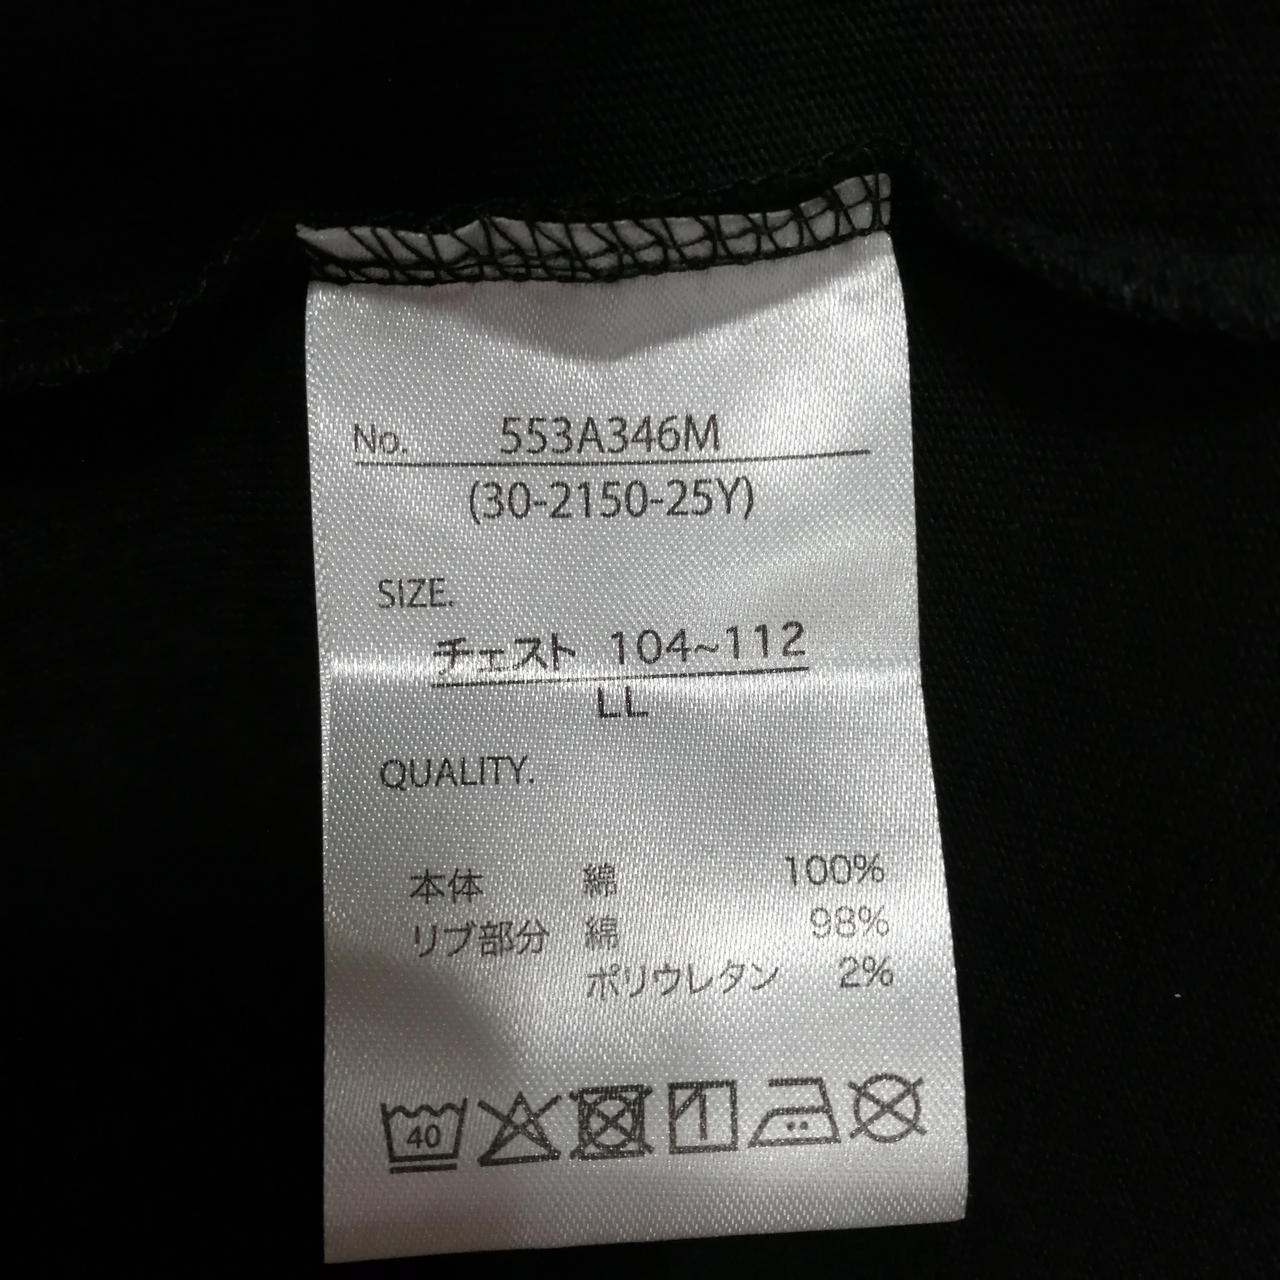 No. 553A346M
(30-2150-25Y)
SIZE.
チェスト 104~112
LL
QUALITY.
本体 綿 100%
リブ部分 綿 98%
ポリウレタン 2%
40